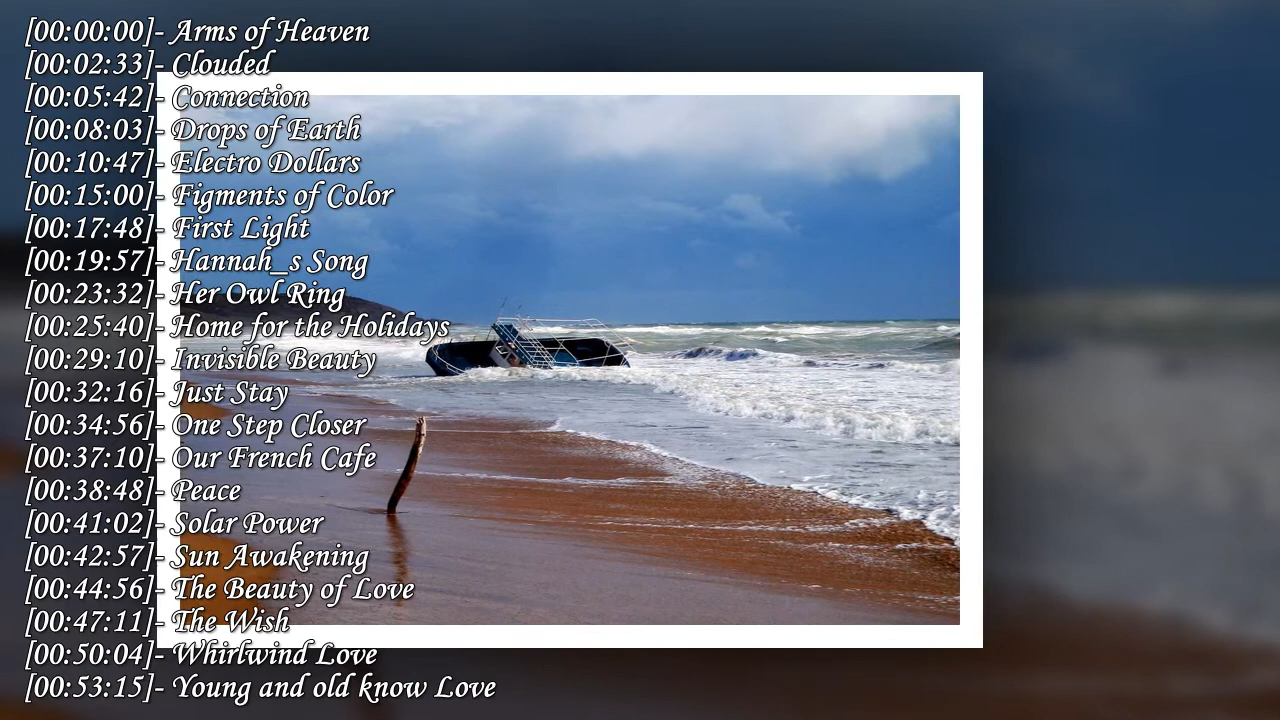 [00:00:00]- Arms of Heaven
[00:02:33]- Clouded
[00:05:42]- Connection
[00:08:03]- Drops of Earth
[00:10:47]- Electro Dollars
[00:15:00]- Figments of Color
[00:17:48]- First Light
[00:19:57]- Hannah_s Song
[00:23:32]- Her Owl Ring
[00:25:40]- Home for the Holidays
[00:29:10]- Invisible Beauty
[00:32:16]- Just Stay
[00:34:56]- One Step Closer
[00:37:10]- Our French Cafe
[00:38:48]- Peace
[00:41:02]- Solar Power
[00:42:57]- Sun Awakening
[00:44:56]- The Beauty of Love
[00:47:11]- The Wish
[00:50:04]- Whirlwind Love
[00:53:15]- Young and old know Love